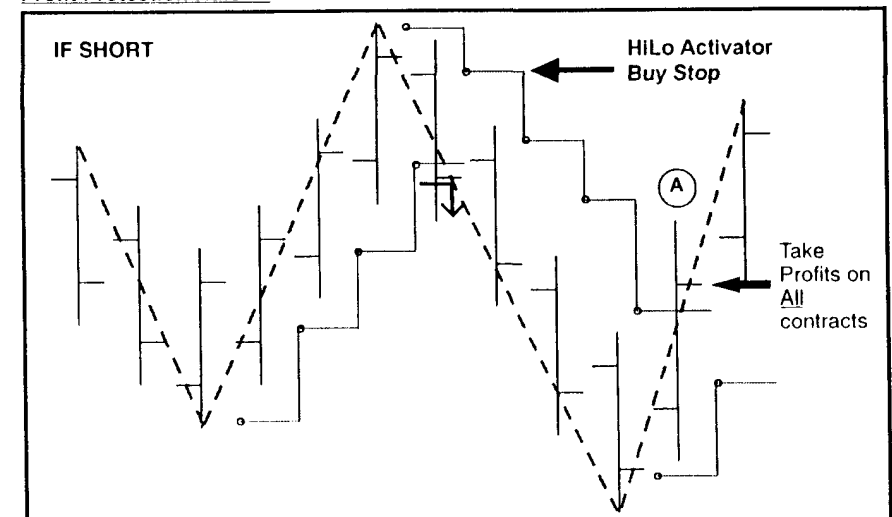 IF SHORT
HiLo Activator
Buy Stop
A
Take
Profits on
All
contracts